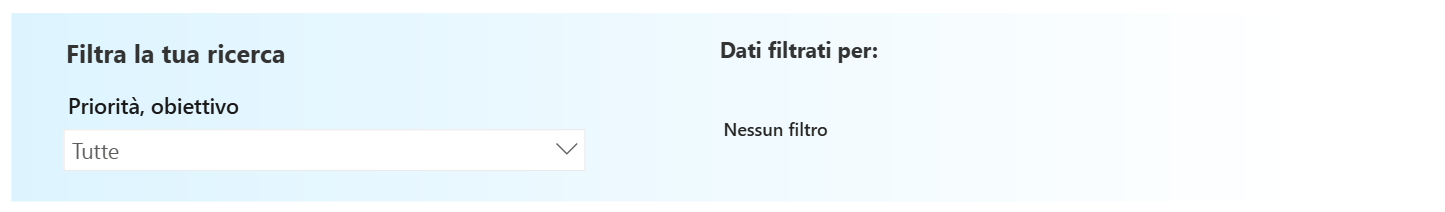 Filtra la tua ricerca
Priorità, obiettivo
Tutte
Dati filtrati per:
Nessun filtro